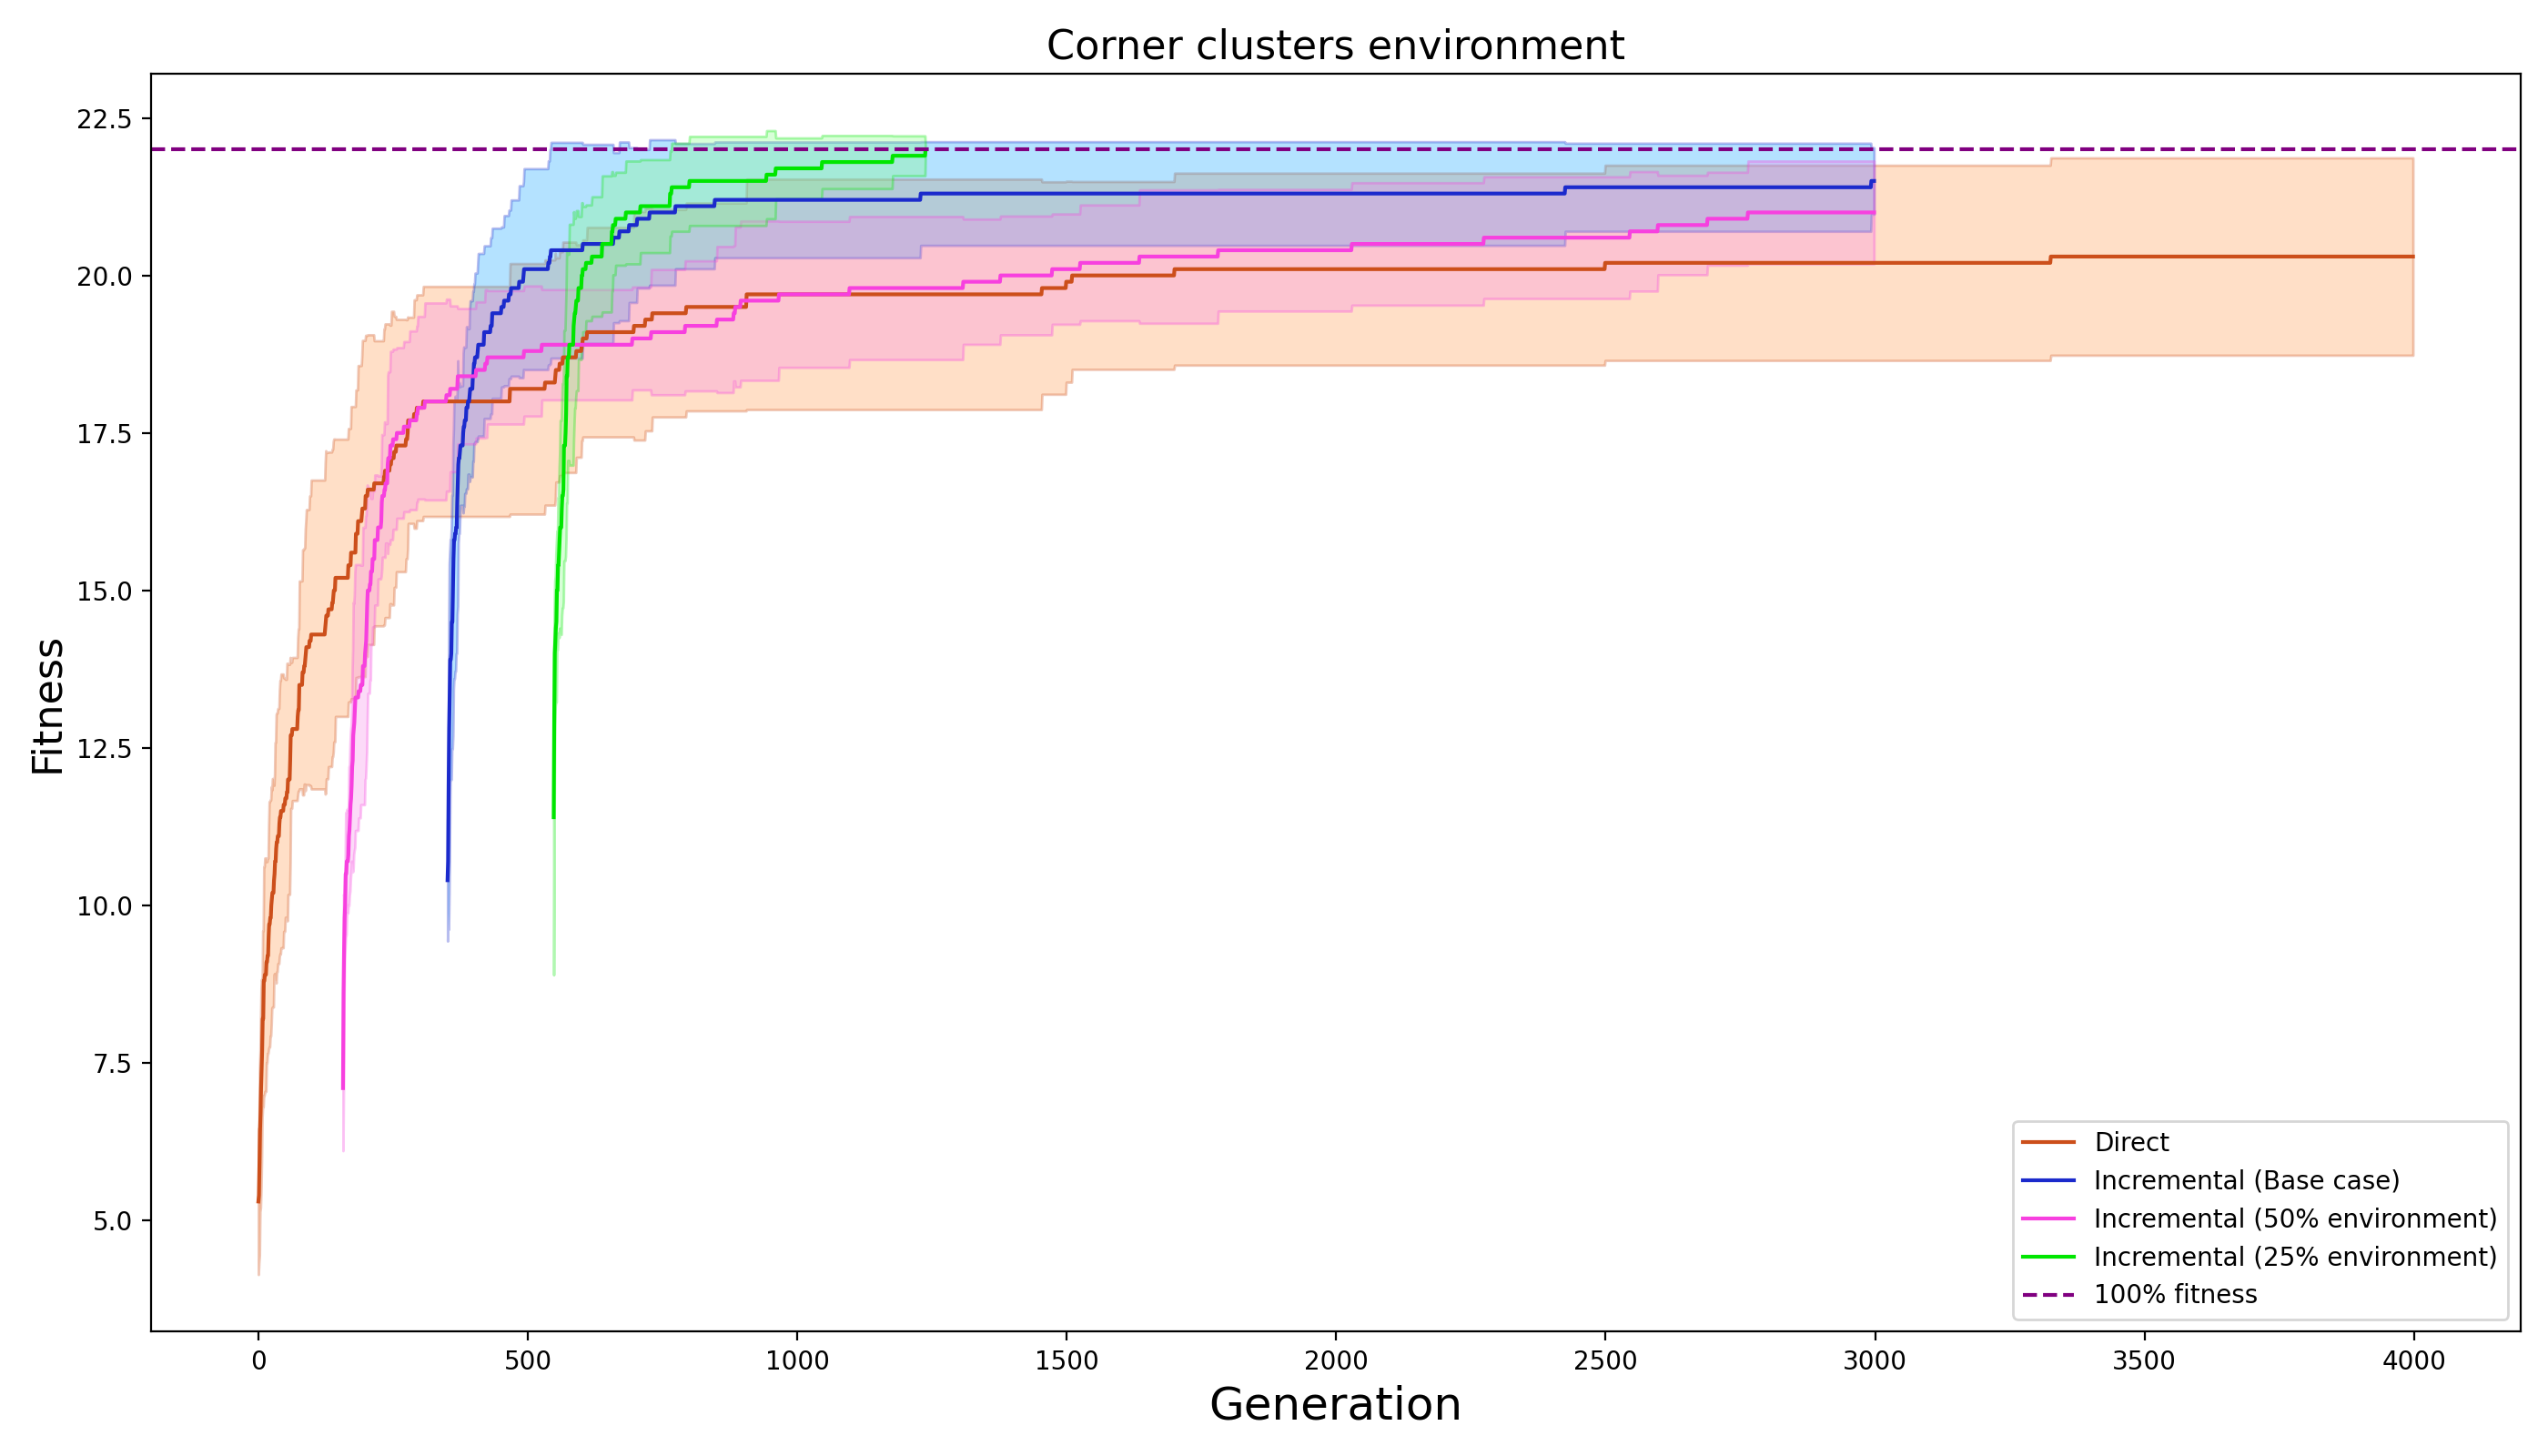 Corner clusters environment
Fitness
22.5
20.0
17.5
15.0
12.5
10.0
7.5
5.0
0
500
1000
1500
2000
2500
3000
3500
4000
Generation
Direct
Incremental (Base case)
Incremental (50% environment)
Incremental (25% environment)
100% fitness